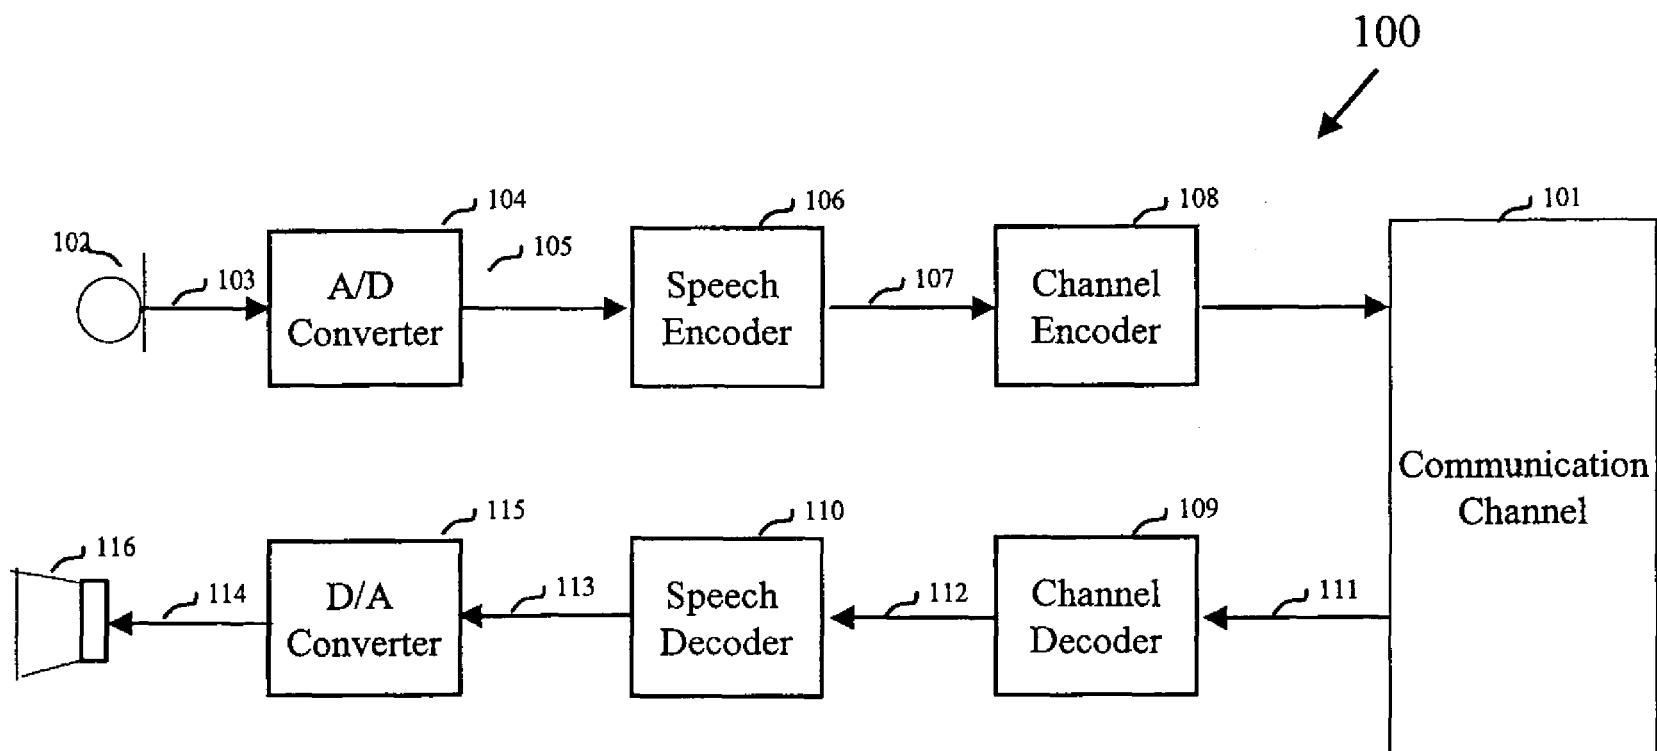 100
104
106
108
101
102
105
103
A/D
Converter
Speech
Encoder
107
Channel
Encoder
Communication
Channel
115
110
109
116
114
D/A
Converter
113
Speech
Decoder
112
Channel
Decoder
111